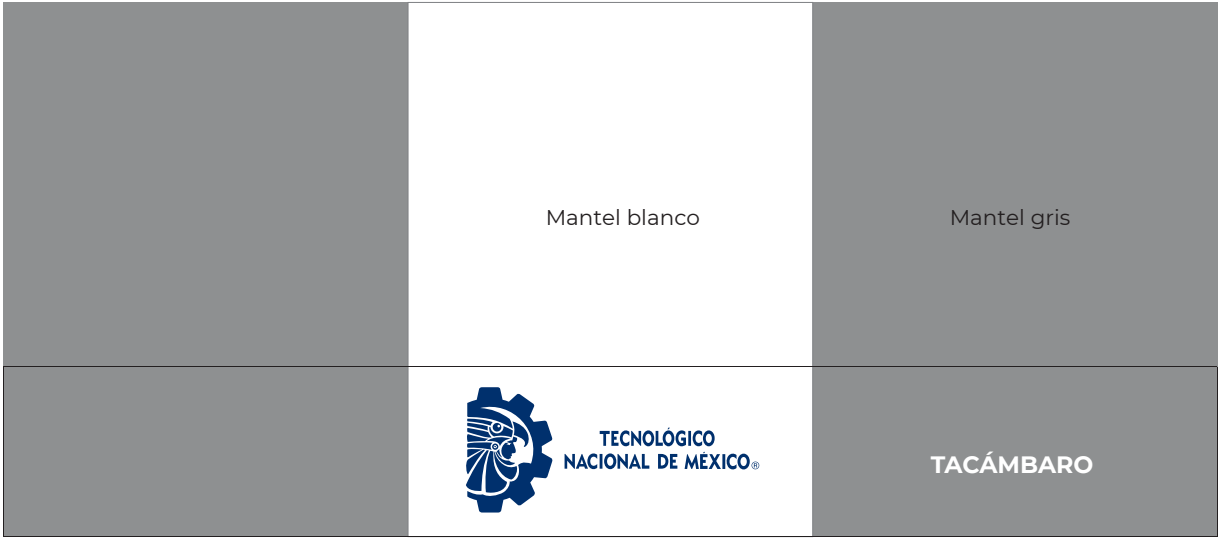 Mantel blanco
Mantel gris
TECNOLÓGICO
NACIONAL DE MÉXICO®
TACÁMBARO